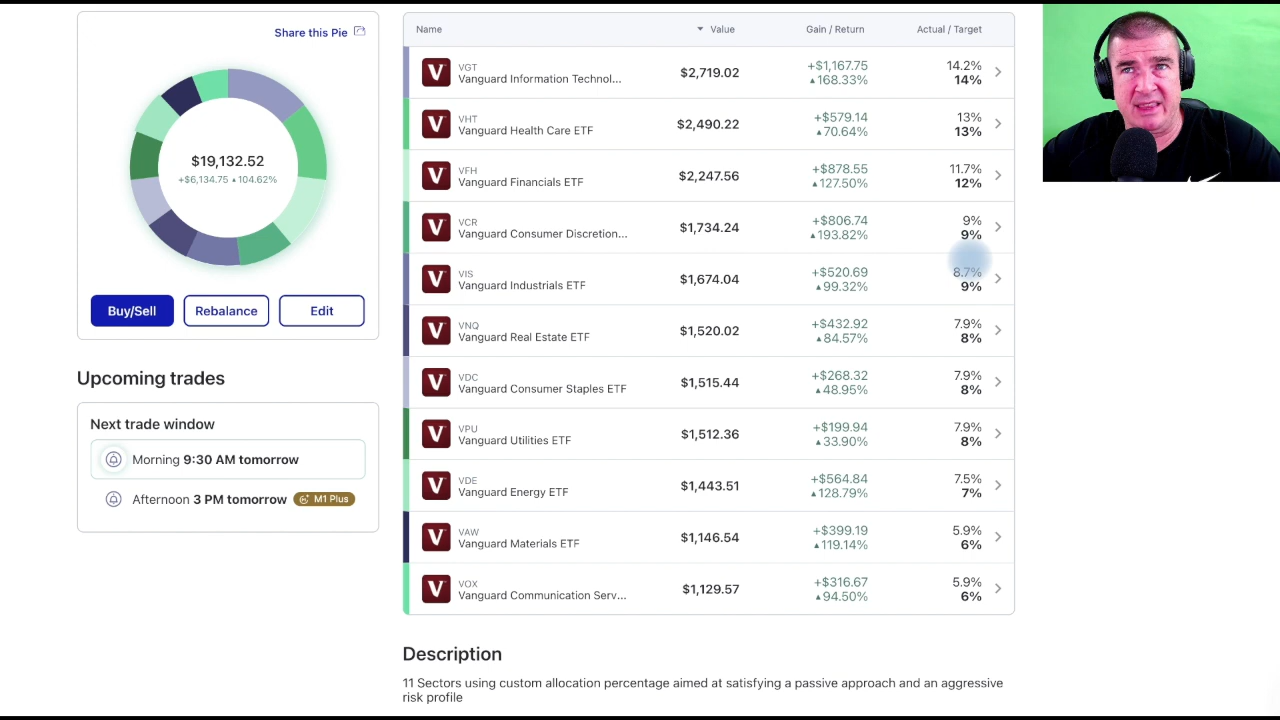 Share this Pie
$19,132.52
+$6,134.75 ▲104.62%
Buy/Sell
Rebalance
Edit
Upcoming trades
Next trade window
Morning 9:30 AM tomorrow
Afternoon 3 PM tomorrow M1 Plus
Name
Value
Gain / Return
Actual / Target
VGT
Vanguard Information Technol...
$2,719.02
+$1,167.75
▲168.33%
14.2%
14%
VHT
Vanguard Health Care ETF
$2,490.22
+$579.14
▲70.64%
13%
13%
VFH
Vanguard Financials ETF
$2,247.56
+$878.55
▲127.50%
11.7%
12%
VCR
Vanguard Consumer Discretion...
$1,734.24
+$806.74
▲193.82%
9%
9%
VIS
Vanguard Industrials ETF
$1,674.04
+$520.69
▲99.32%
8.7%
9%
VNQ
Vanguard Real Estate ETF
$1,520.02
+$432.92
▲84.57%
7.9%
8%
VDC
Vanguard Consumer Staples ETF
$1,515.44
+$268.32
▲48.95%
7.9%
8%
VPU
Vanguard Utilities ETF
$1,512.36
+$199.94
▲33.90%
7.9%
8%
VDE
Vanguard Energy ETF
$1,443.51
+$564.84
▲128.79%
7.5%
7%
VAW
Vanguard Materials ETF
$1,146.54
+$399.19
▲119.14%
5.9%
6%
VOX
Vanguard Communication Serv...
$1,129.57
+$316.67
▲94.50%
5.9%
6%
Description
11 Sectors using custom allocation percentage aimed at satisfying a passive approach and an aggressive
risk profile